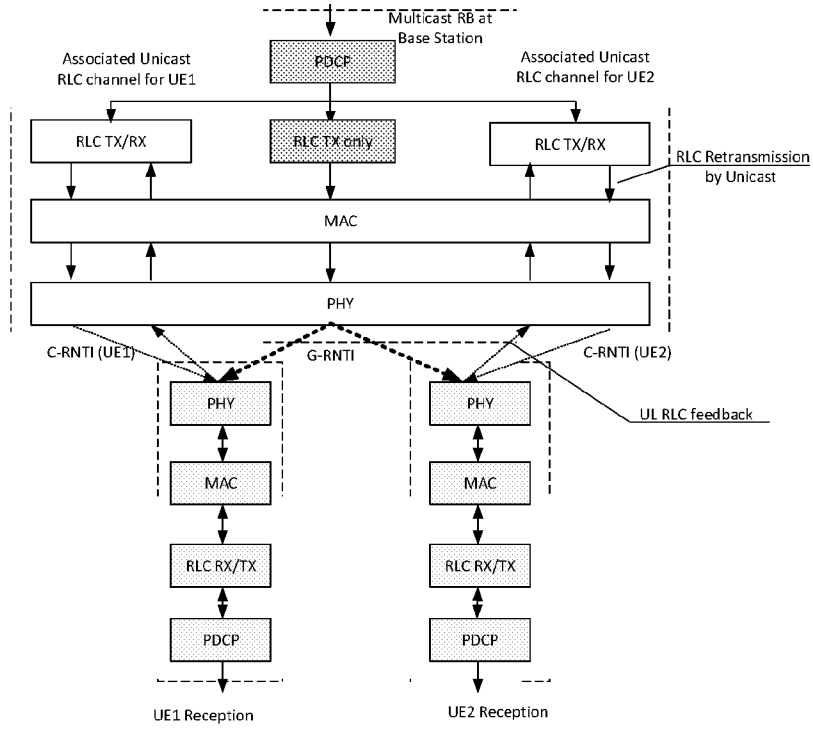 Multicast RB at
Base Station
PDCP
Associated Unicast
RLC channel for UE1
Associated Unicast
RLC channel for UE2
RLC TX/RX
RLC TX only
RLC TX/RX
RLC Retransmission
by Unicast
MAC
PHY
C-RNTI (UE1)
G-RNTI
C-RNTI (UE2)
PHY
PHY
UL RLC feedback
MAC
MAC
RLC RX/TX
RLC RX/TX
PDCP
PDCP
UE1 Reception
UE2 Reception